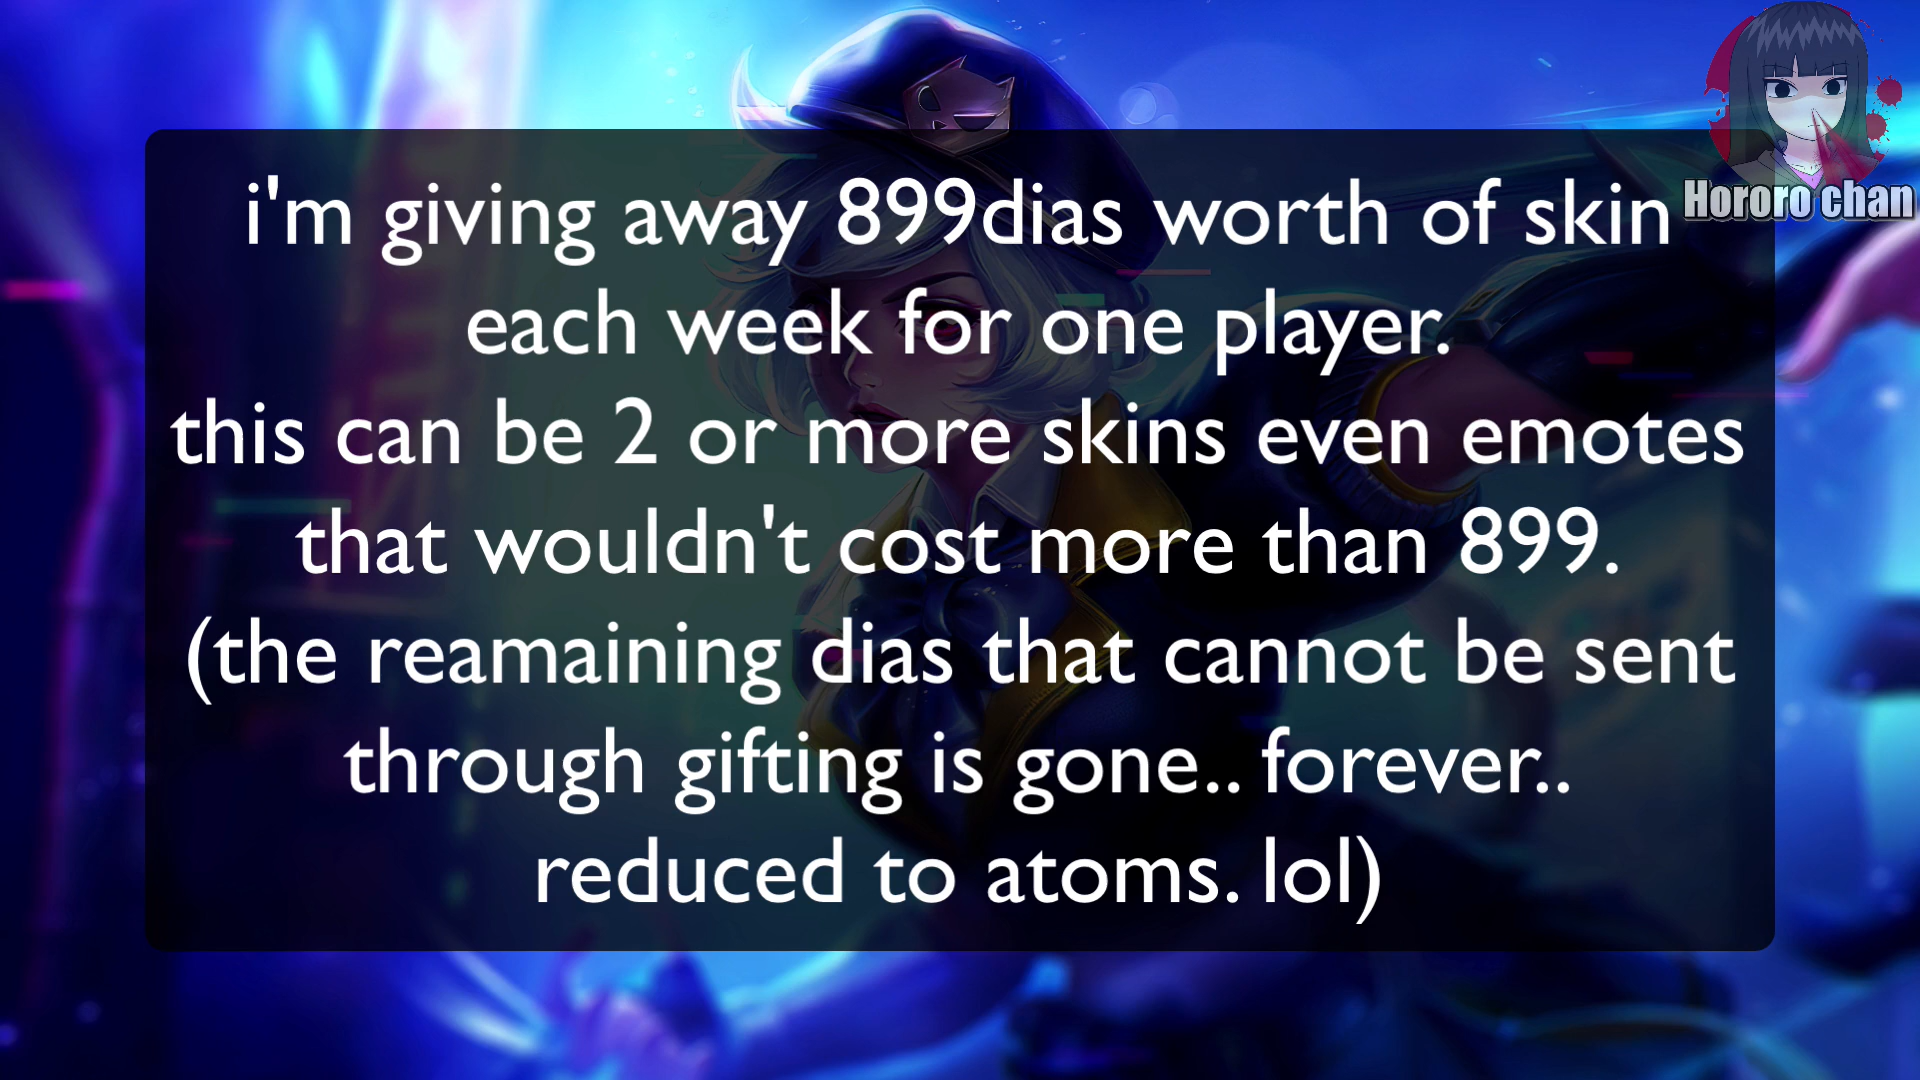 i'm giving away 899dias worth of skin
each week for one player.
this can be 2 or more skins even emotes
that wouldn't cost more than 899.
(the reamaining dias that cannot be sent
through gifting is gone.. forever..
reduced to atoms. lol)
Hororo chan